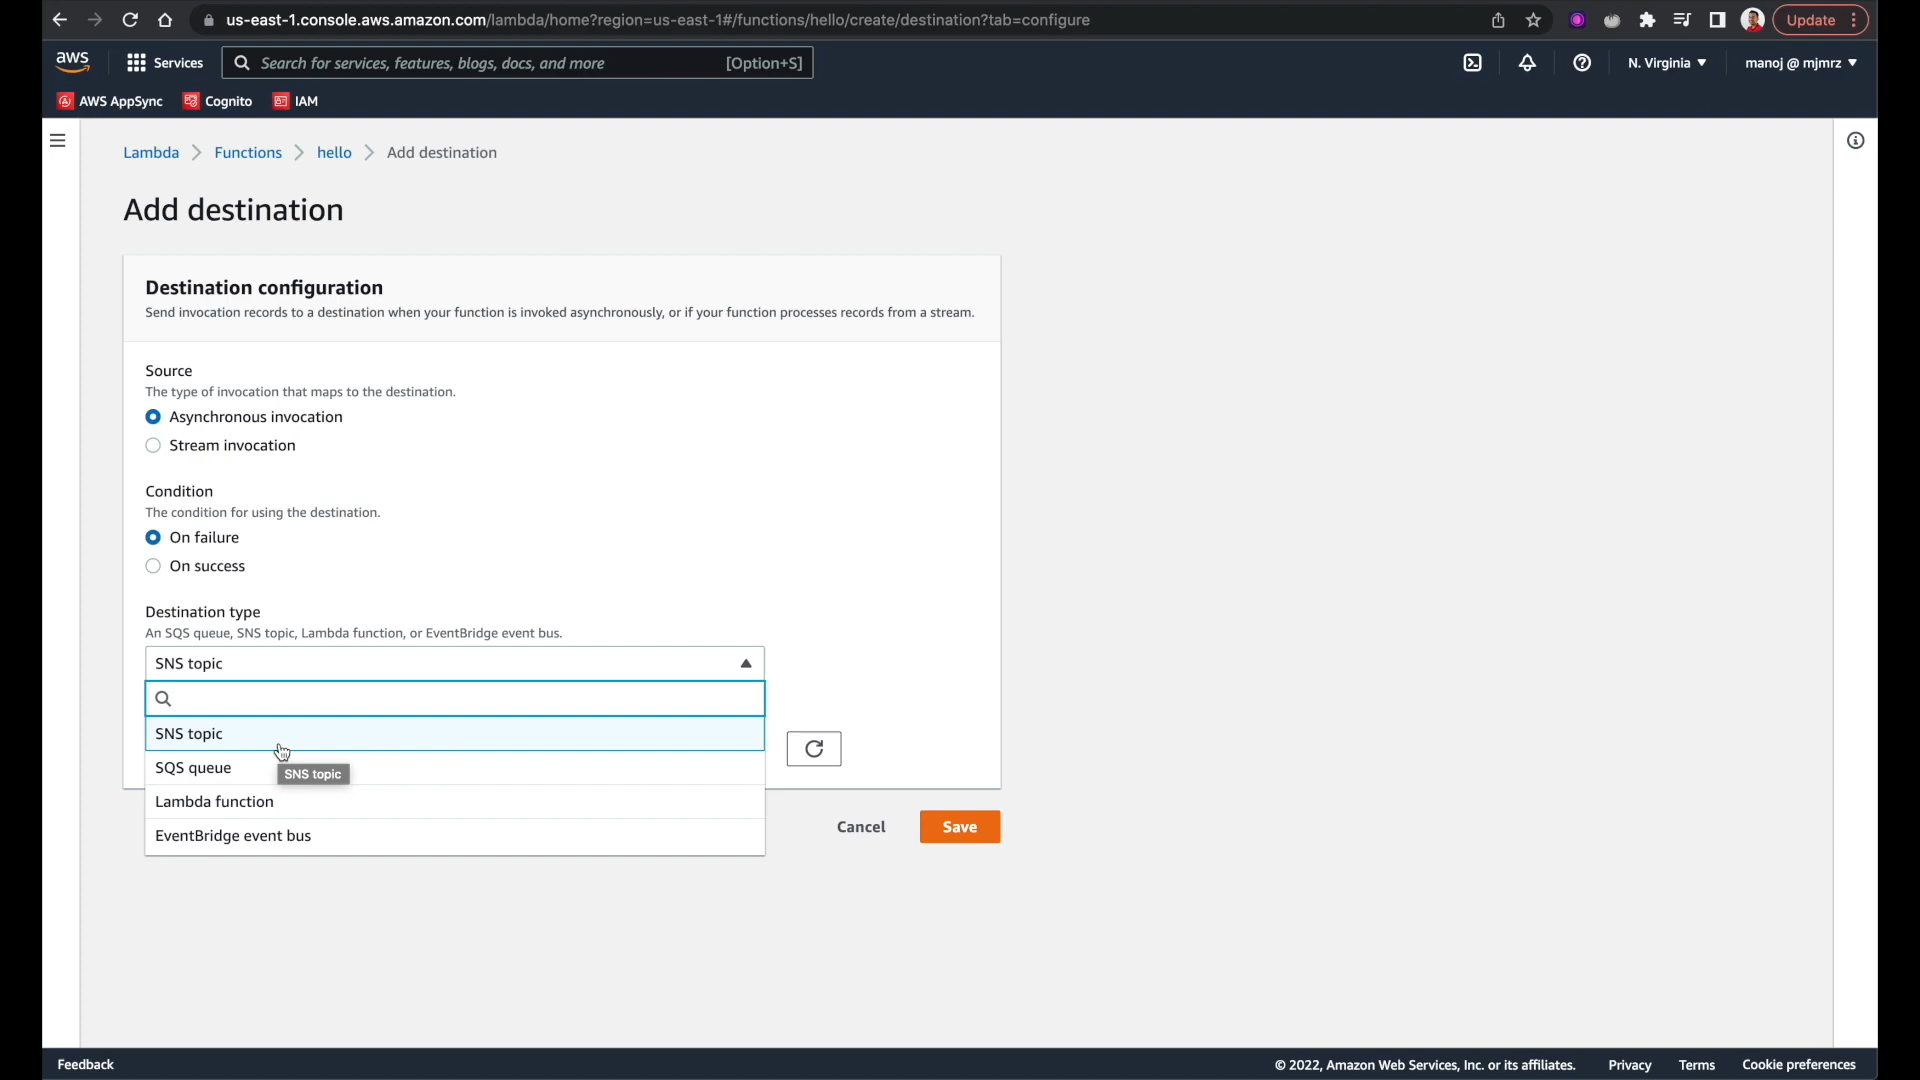 us-east-1.console.aws.amazon.com/lambda/home?region=us-east-1#/functions/hello/create/destination?tab=configure
Update
aws
Services
Search for services, features, blogs, docs, and more
[Option+S]
N. Virginia
manoj @ mjmrz
AWS AppSync
Cognito
IAM
Lambda
Functions
hello
Add destination
Add destination
Destination configuration
Send invocation records to a destination when your function is invoked asynchronously, or if your function processes records from a stream.
Source
The type of invocation that maps to the destination.
Asynchronous invocation
Stream invocation
Condition
The condition for using the destination.
On failure
On success
Destination type
An SQS queue, SNS topic, Lambda function, or EventBridge event bus.
SNS topic
SNS topic
SQS queue
SNS topic
Lambda function
EventBridge event bus
Cancel
Save
Feedback
© 2022, Amazon Web Services, Inc. or its affiliates.
Privacy
Terms
Cookie preferences